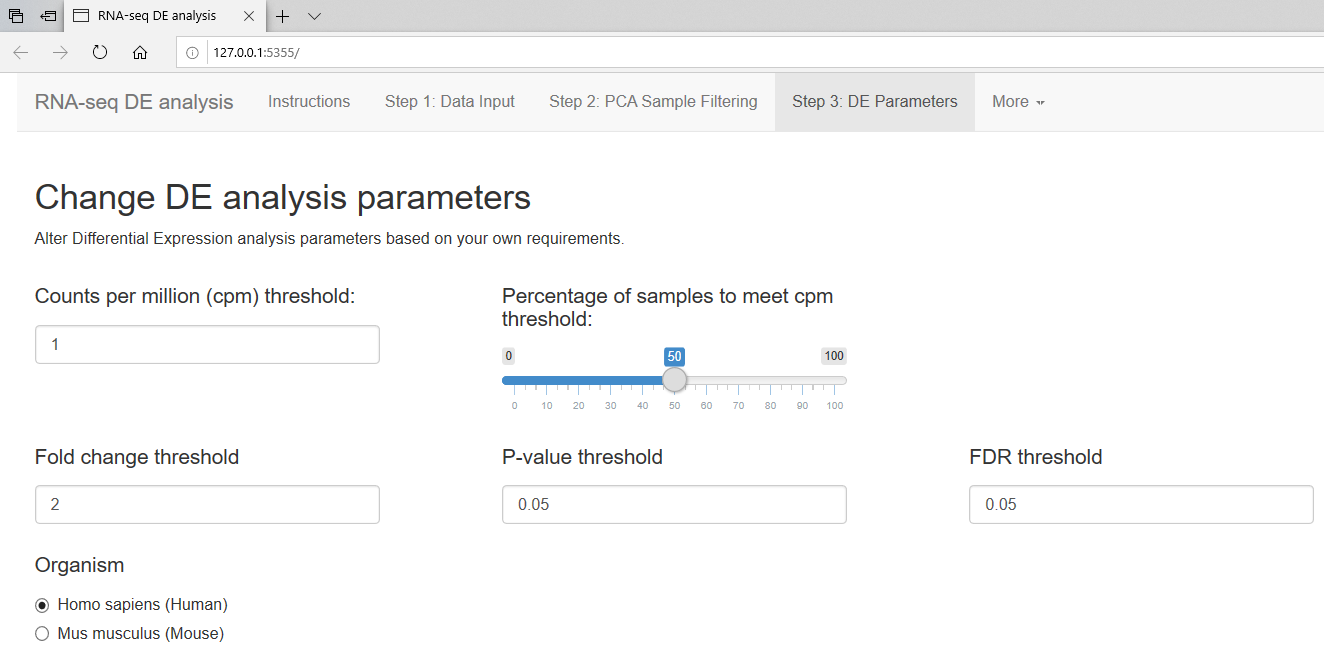 RNA-seq DE analysis
127.0.0.1:5355/
RNA-seq DE analysis Instructions Step 1: Data Input Step 2: PCA Sample Filtering Step 3: DE Parameters More
Change DE analysis parameters
Alter Differential Expression analysis parameters based on your own requirements.
Counts per million (cpm) threshold:
1
Percentage of samples to meet cpm
threshold:
0 50 100
0 10 20 30 40 50 60 70 80 90 100
Fold change threshold
2
P-value threshold
0.05
FDR threshold
0.05
Organism
Homo sapiens (Human)
Mus musculus (Mouse)